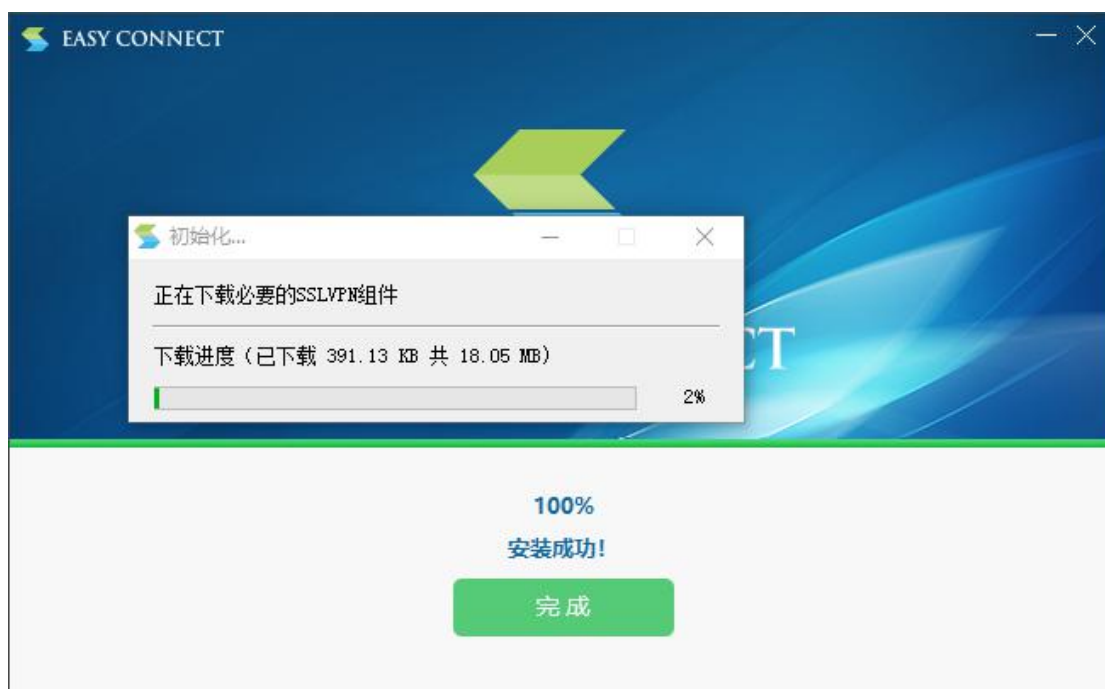 EASY CONNECT
初始化...
正在下载必要的SSLVPN组件
下载进度（已下载 391.13 KB 共 18.05 MB）
2%
CT
100%
安装成功!
完成